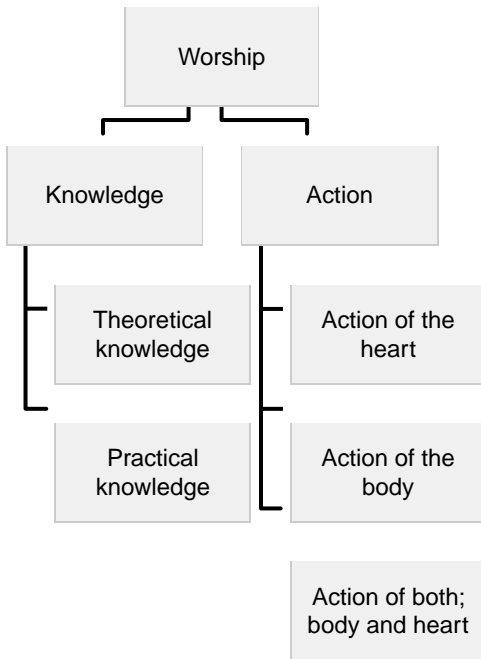 Worship
Knowledge
Action
Theoretical
knowledge
Action of the
heart
Practical
knowledge
Action of the
body
Action of both;
body and heart